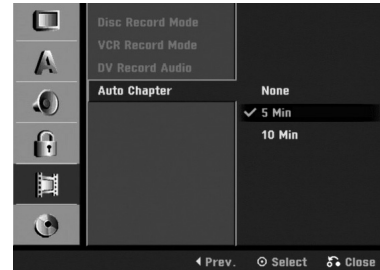 Disc Record Mode
VCR Record Mode
DV Record Audio
Auto Chapter
None
5 Min
10 Min
Prev. Select Close